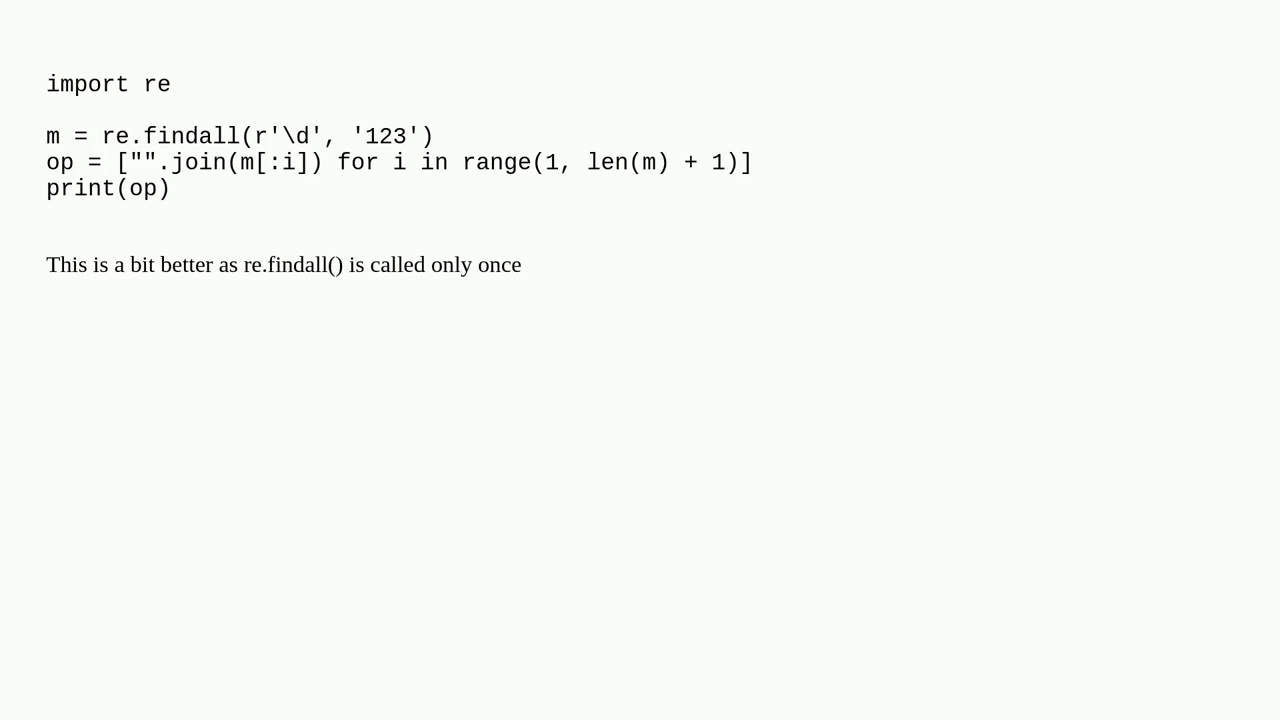 import re
m = re.findall(r'\d', '123')
op = ["".join(m[:i]) for i in range(1, len(m) + 1)]
print(op)
This is a bit better as re.findall() is called only once